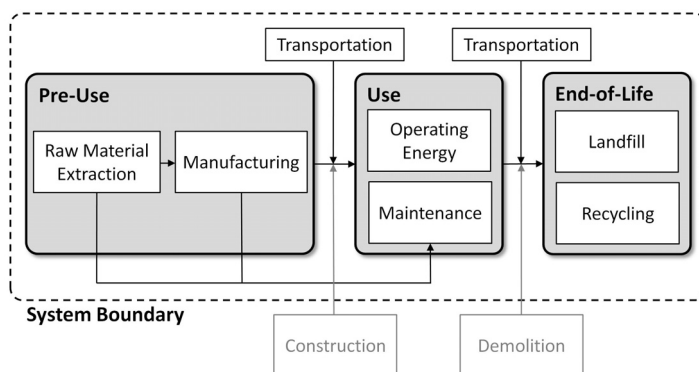 Transportation
Transportation
Pre-Use
Raw Material
Extraction
Manufacturing
Use
Operating
Energy
Maintenance
End-of-Life
Landfill
Recycling
System Boundary
Construction
Demolition